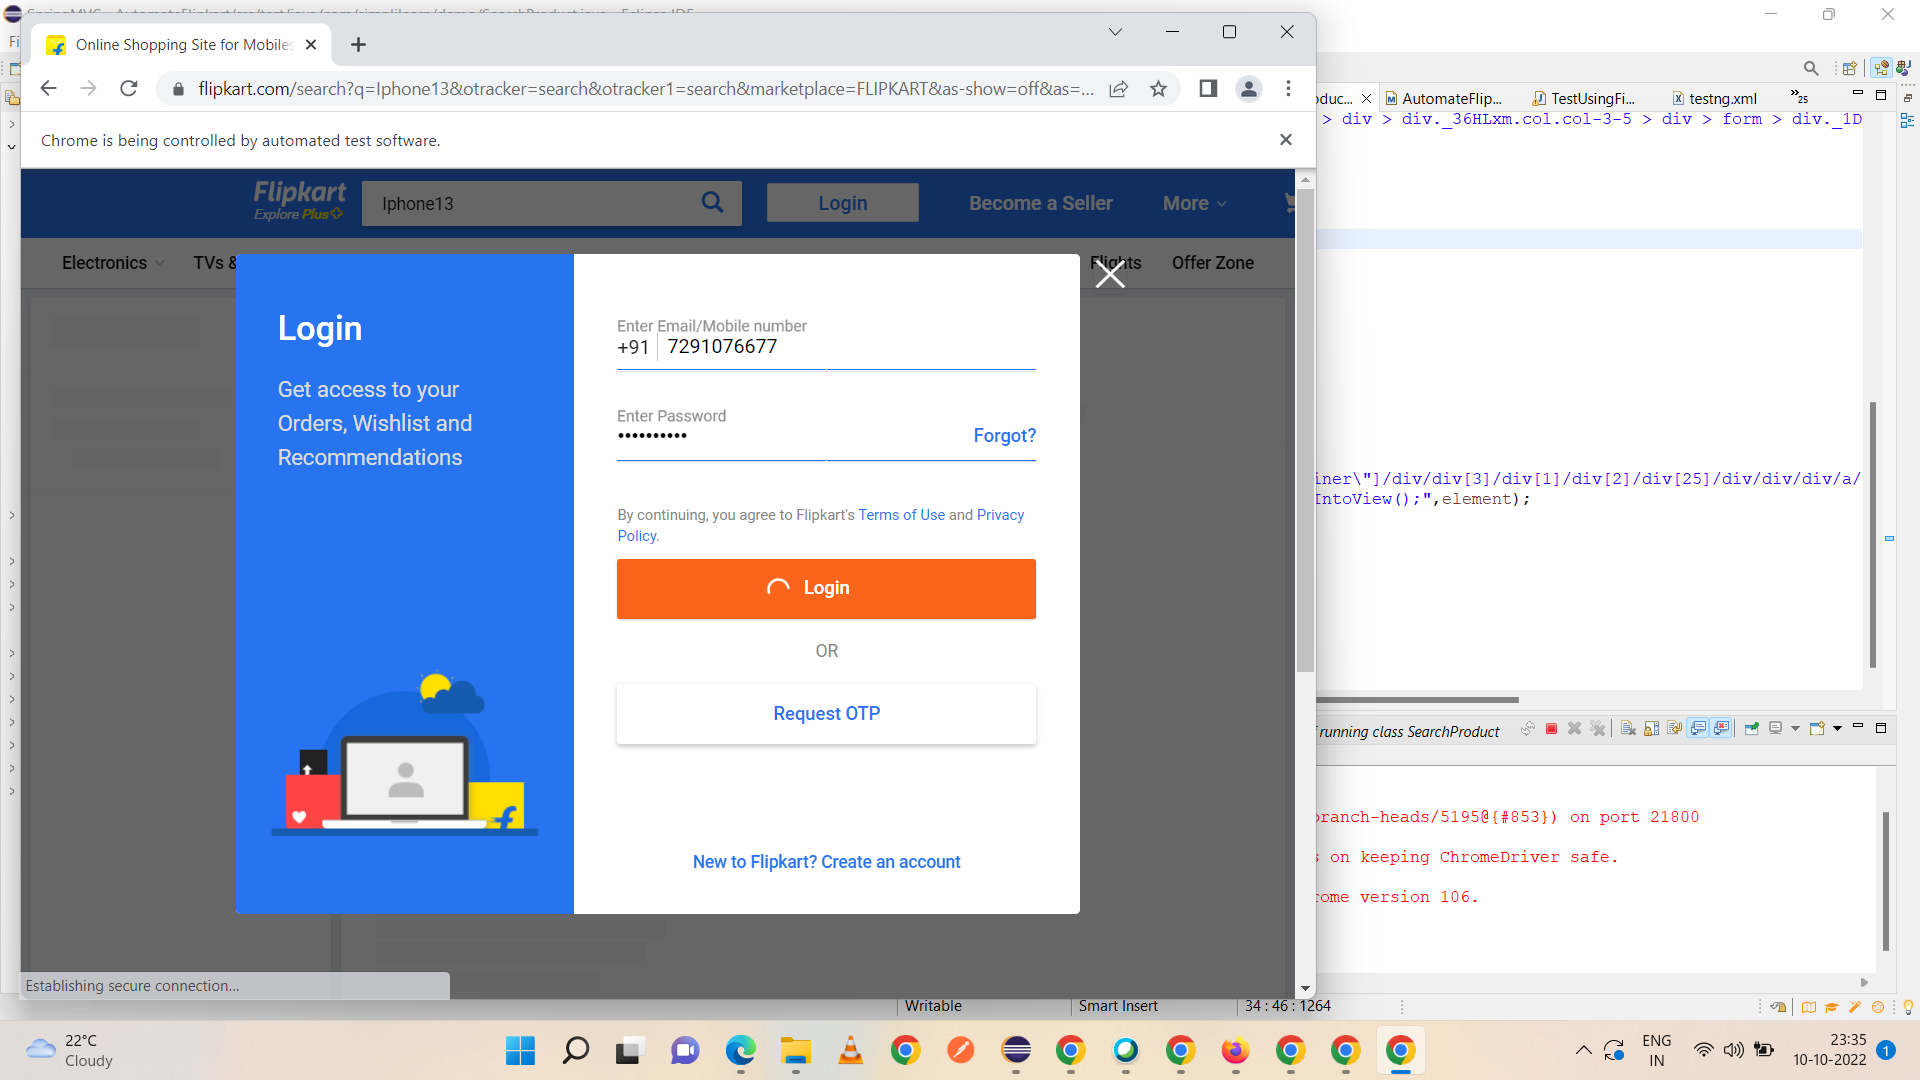 Online Shopping Site for Mobiles
flipkart.com/search?q=Iphone13&otracker=search&otracker1=search&marketplace=FLIPKART&as-show=off&as=...
Chrome is being controlled by automated test software.
Flipkart
Explore Plus
Iphone13
Login
Become a Seller
More
Electronics
TVs &
Flights
Offer Zone
Login
Get access to your
Orders, Wishlist and
Recommendations
Enter Email/Mobile number
+91 7291076677
Enter Password
Forgot?
By continuing, you agree to Flipkart's Terms of Use and Privacy
Policy.
Login
OR
Request OTP
New to Flipkart? Create an account
Establishing secure connection...
AutomateFlip...
TestUsingFi...
testng.xml
25
> div > div._36HLxm.col.col-3-5 > div > form > div._1D
iner\"]/div/div[3]/div[1]/div[2]/div[25]/div/div/div/a/
IntoView();",element);
running class SearchProduct
branch-heads/5195@{#853}) on port 21800
s on keeping ChromeDriver safe.
rome version 106.
Writable
Smart Insert
34 : 46 : 1264
22°C
Cloudy
ENG
IN
23:35
10-10-2022
1